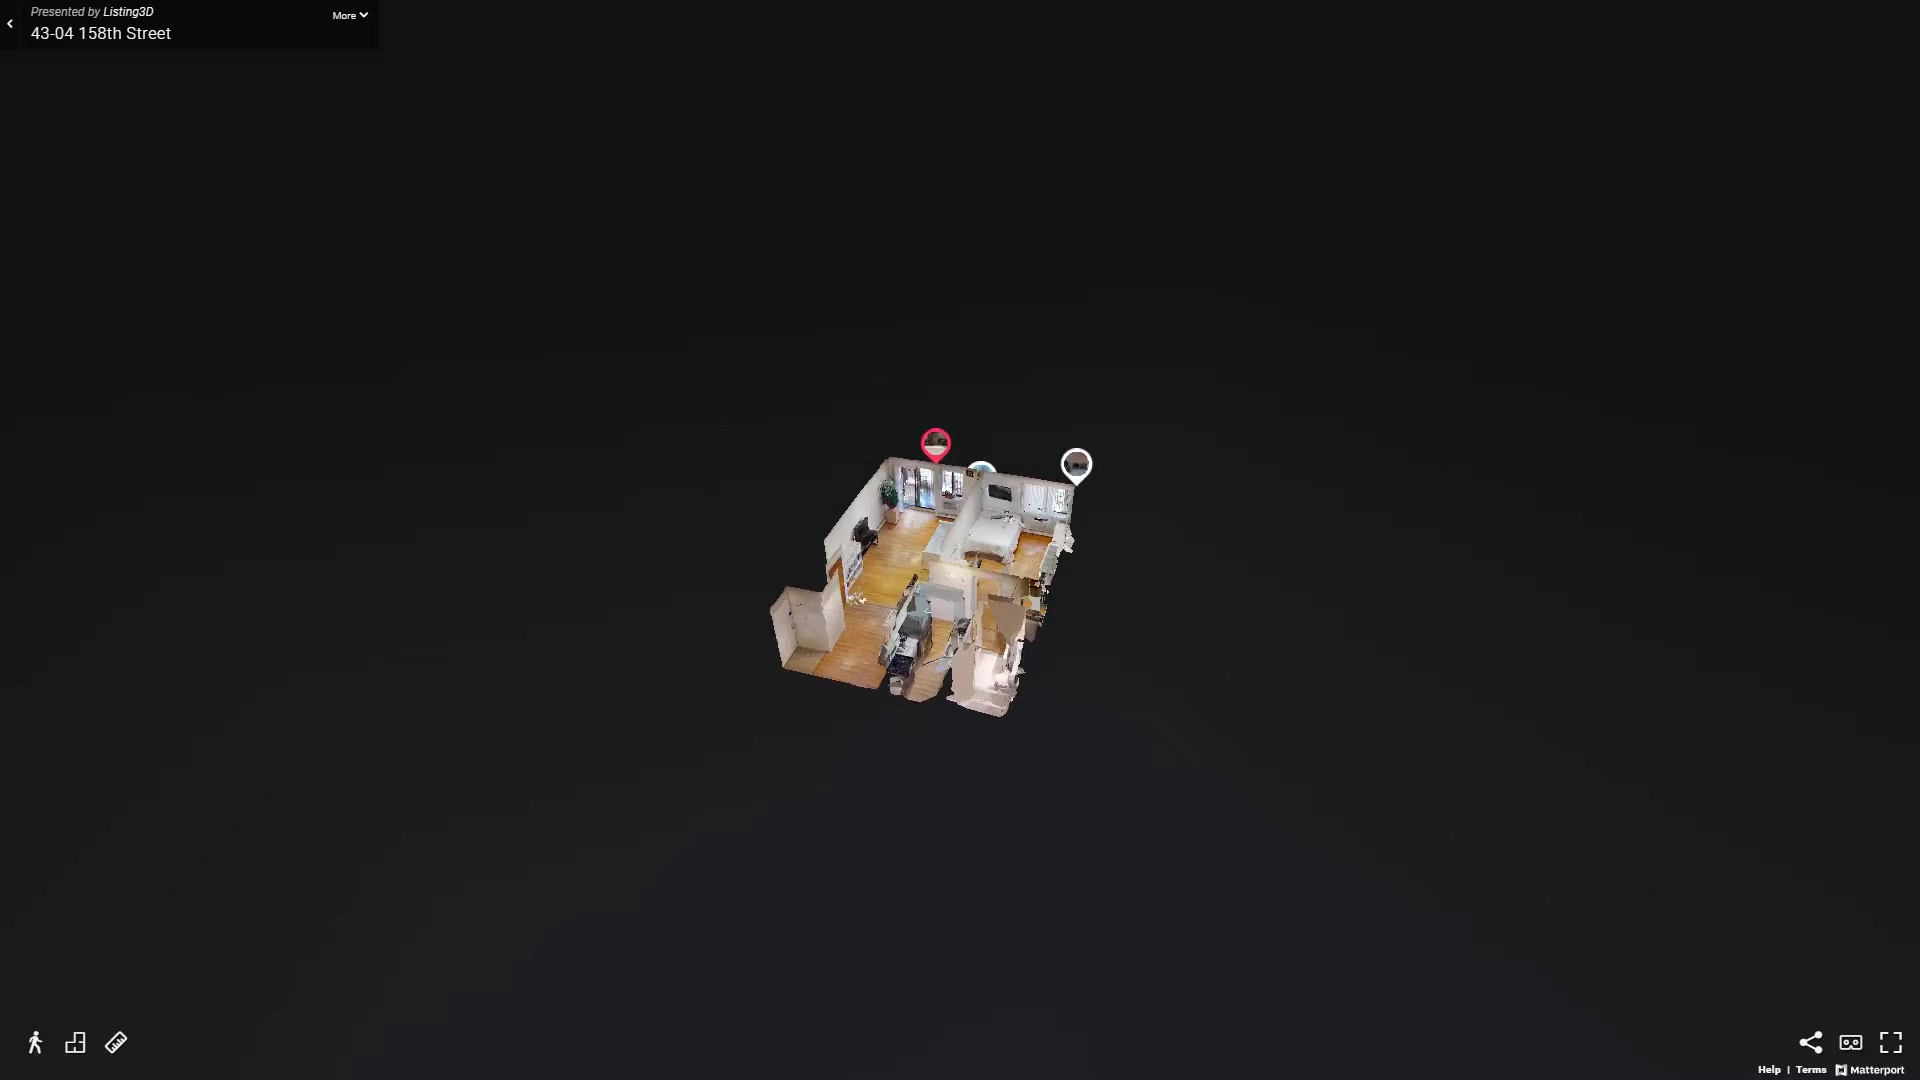 Presented by Listing3D
More
43-04 158th Street
Help | Terms Matterport